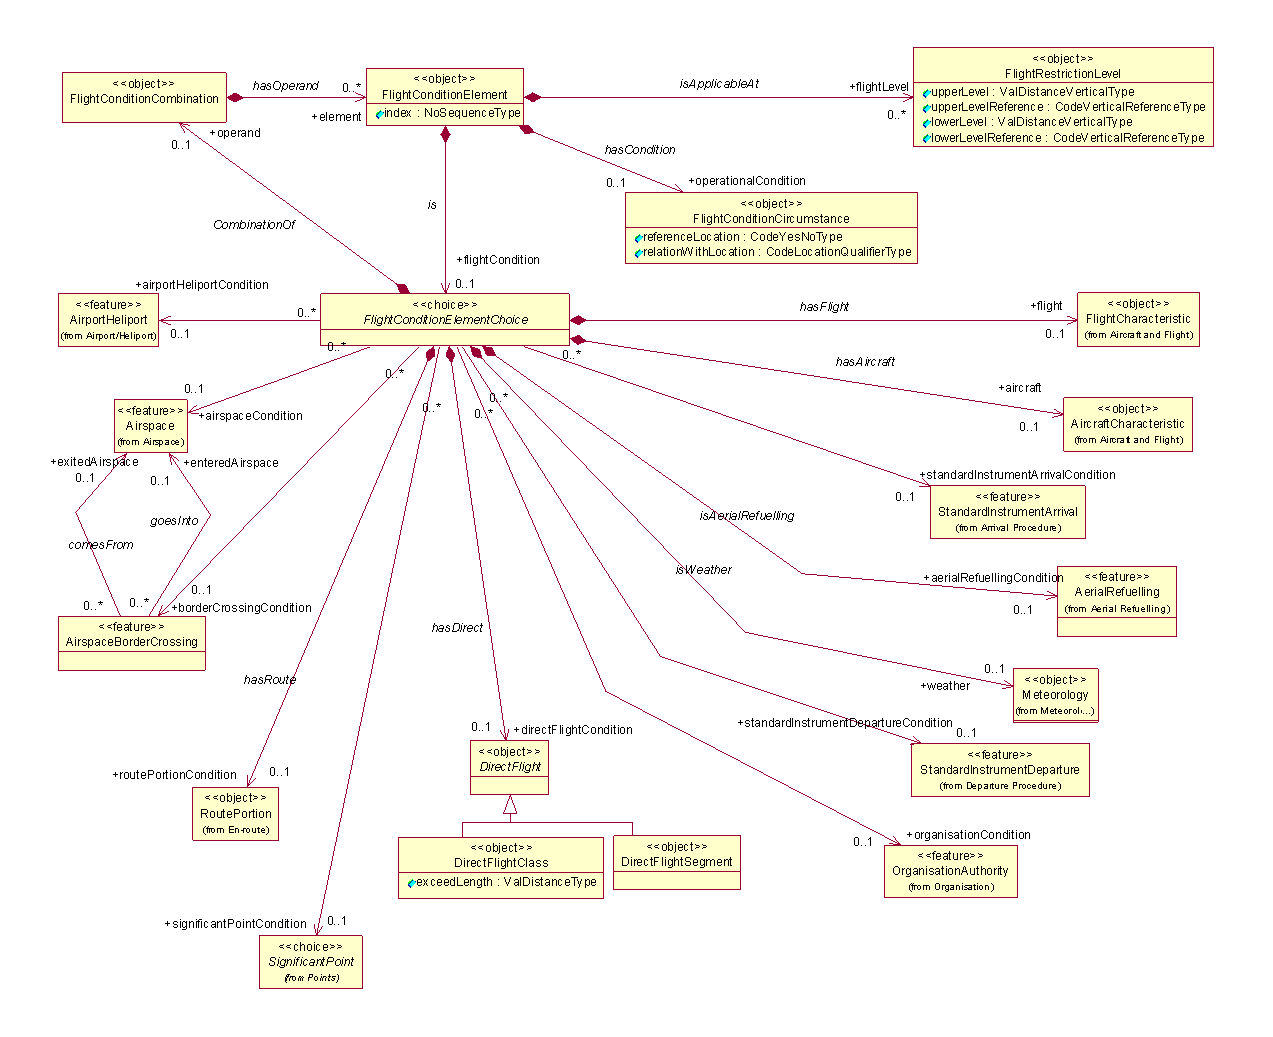 <<object>>
FlightConditionCombination
hasOperand
0..*
+element
<<object>>
FlightConditionElement
index : NoSequenceType
isApplicableAt
+flightLevel
0..*
<<object>>
FlightRestrictionLevel
upperLevel : ValDistanceVerticalType
upperLevelReference : CodeVerticalReferenceType
lowerLevel : ValDistanceVerticalType
lowerLevelReference : CodeVerticalReferenceType
+operand
0..1
hasCondition
0..1
+operationalCondition
<<object>>
FlightConditionCircumstance
referenceLocation : CodeYesNoType
relationWithLocation : CodeLocationQualifierType
is
CombinationOf
+flightCondition
0..1
+airportHeliportCondition
<<feature>>
AirportHeliport
(from Airport/Heliport)
0..*
0..1
<<choice>>
FlightConditionElementChoice
hasFlight
+flight
0..1
<<object>>
FlightCharacteristic
(from Aircraft and Flight)
0..*
0..*
hasAircraft
0..*
0..1
+aircraft
0..1
<<object>>
AircraftCharacteristic
(from Aircraft and Flight)
0..*
0..*
0..*
<<feature>>
Airspace
(from Airspace)
+airspaceCondition
+exitedAirspace
0..1
+enteredAirspace
0..1
+standardInstrumentArrivalCondition
0..1
<<feature>>
StandardInstrumentArrival
(from Arrival Procedure)
goesInto
comesFrom
isAerialRefuelling
isWeather
0..1
0..*
0..*
+borderCrossingCondition
<<feature>>
AirspaceBorderCrossing
+aerialRefuellingCondition
0..1
<<feature>>
AerialRefuelling
(from Aerial Refuelling)
hasDirect
hasRoute
0..1
+weather
<<object>>
Meteorology
(from Meteorol...)
0..1
+directFlightCondition
<<object>>
DirectFlight
+standardInstrumentDepartureCondition
0..1
<<feature>>
StandardInstrumentDeparture
(from Departure Procedure)
+routePortionCondition
0..1
<<object>>
RoutePortion
(from En-route)
<<object>>
DirectFlightClass
exceedLength : ValDistanceType
<<object>>
DirectFlightSegment
0..1
+organisationCondition
<<feature>>
OrganisationAuthority
(from Organisation)
+significantPointCondition
0..1
<<choice>>
SignificantPoint
(from Points)